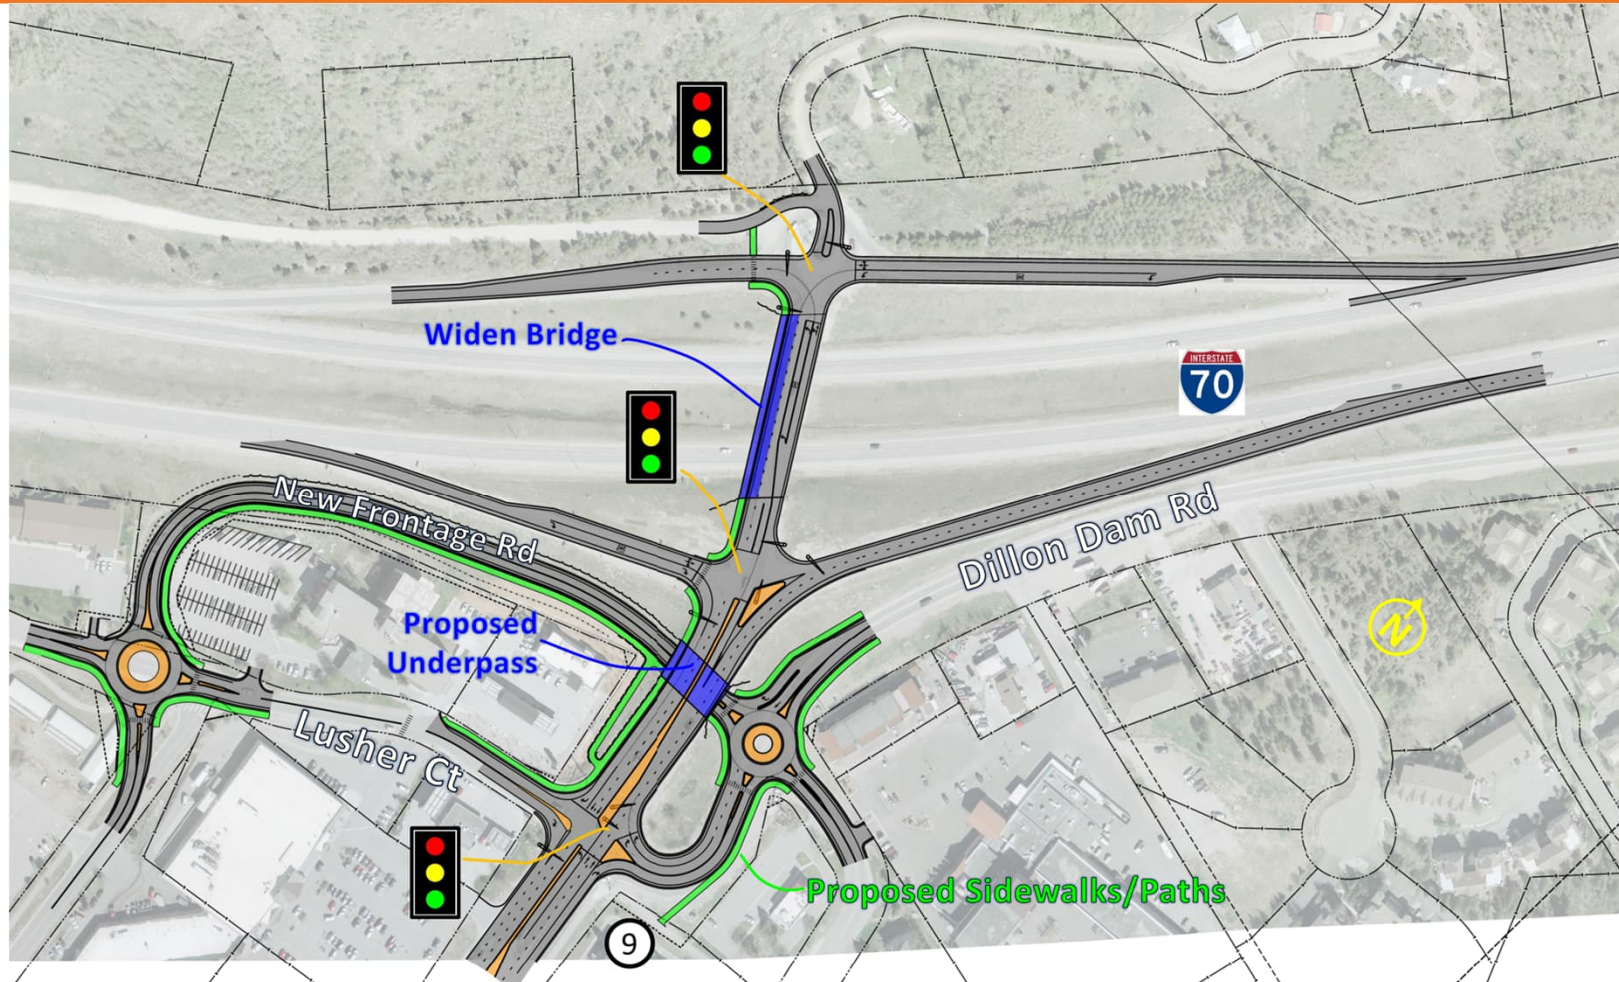 Widen Bridge
INTERSTATE
70
New Frontage Rd
Dillon Dam Rd
Proposed
Underpass
N
Lusher Ct
Proposed Sidewalks/Paths
9